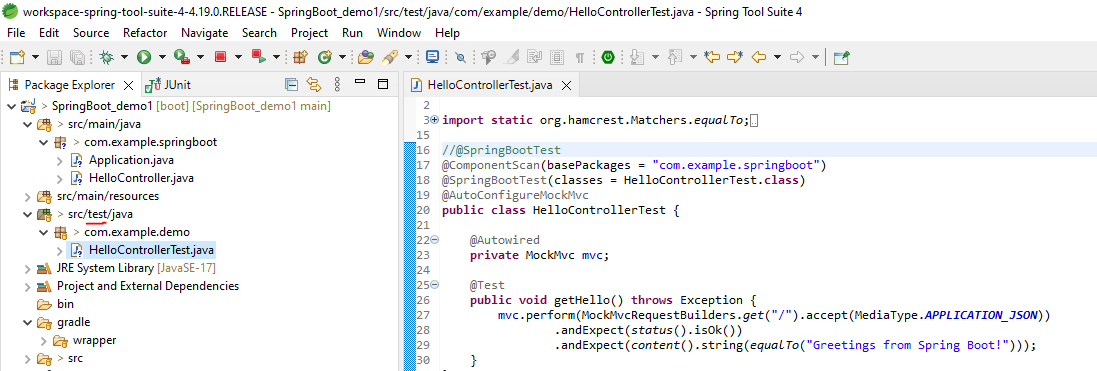 workspace-spring-tool-suite-4-4.19.0.RELEASE - SpringBoot_demo1/src/test/java/com/example/demo/HelloControllerTest.java - Spring Tool Suite 4
File Edit Source Refactor Navigate Search Project Run Window Help
Package Explorer JUnit
SpringBoot_demo1 [boot] [SpringBoot_demo1 main]
src/main/java
com.example.springboot
Application.java
HelloController.java
src/main/resources
src/test/java
com.example.demo
HelloControllerTest.java
JRE System Library [JavaSE-17]
Project and External Dependencies
bin
gradle
wrapper
src
HelloControllerTest.java
2
3 import static org.hamcrest.Matchers.equalTo;
15
16 //@SpringBootTest
17 @ComponentScan(basePackages = "com.example.springboot")
18 @SpringBootTest(classes = HelloControllerTest.class)
19 @AutoConfigureMockMvc
20 public class HelloControllerTest {
21
22 @Autowired
23 private MockMvc mvc;
24
25 @Test
26 public void getHello() throws Exception {
27 mvc.perform(MockMvcRequestBuilders.get("/").accept(MediaType.APPLICATION_JSON))
28 .andExpect(status().isOk())
29 .andExpect(content().string(equalTo("Greetings from Spring Boot!")));
30 }